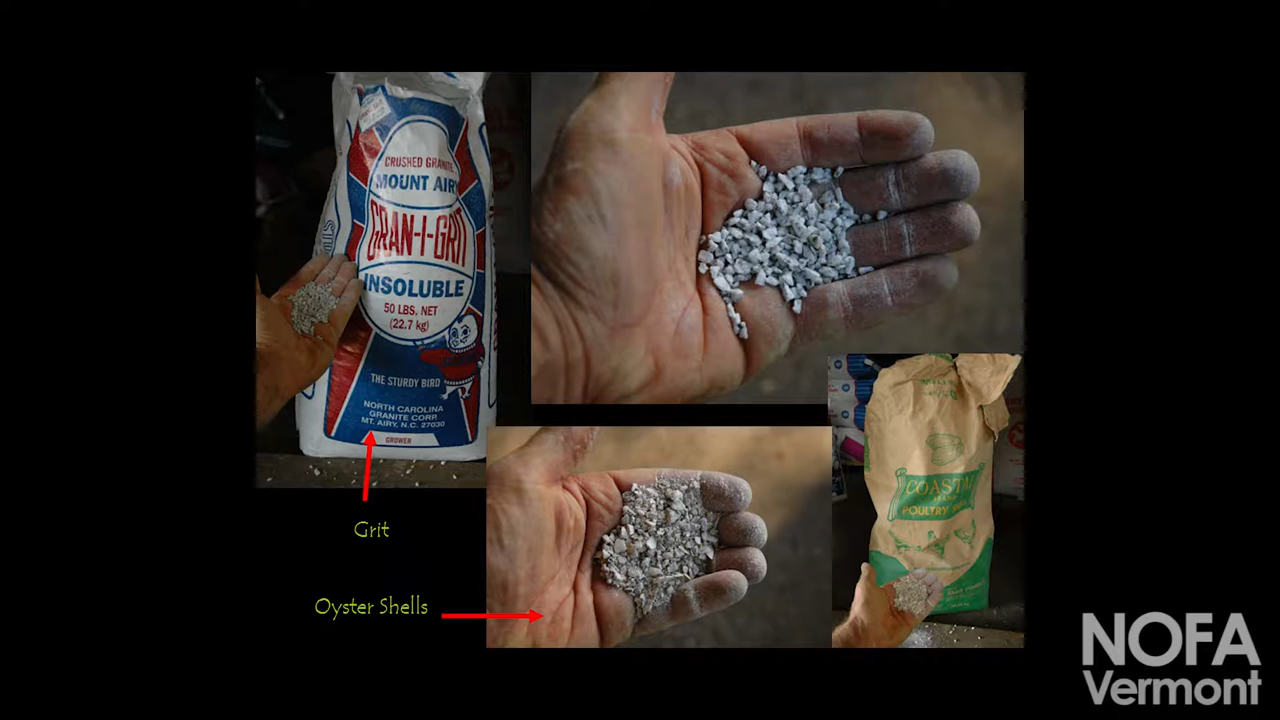 CRUSHED GRANITE
MOUNT AIRY
GRAN-I-GRIT
INSOLUBLE
50 LBS. NET
(22.7 kg)
THE STURDY BIRD
NORTH CAROLINA
GRANITE CORP.
MT. AIRY, N.C. 27030
GROWER
Grit
Oyster Shells
COASTAL
BRAND
POULTRY
NOFA
Vermont